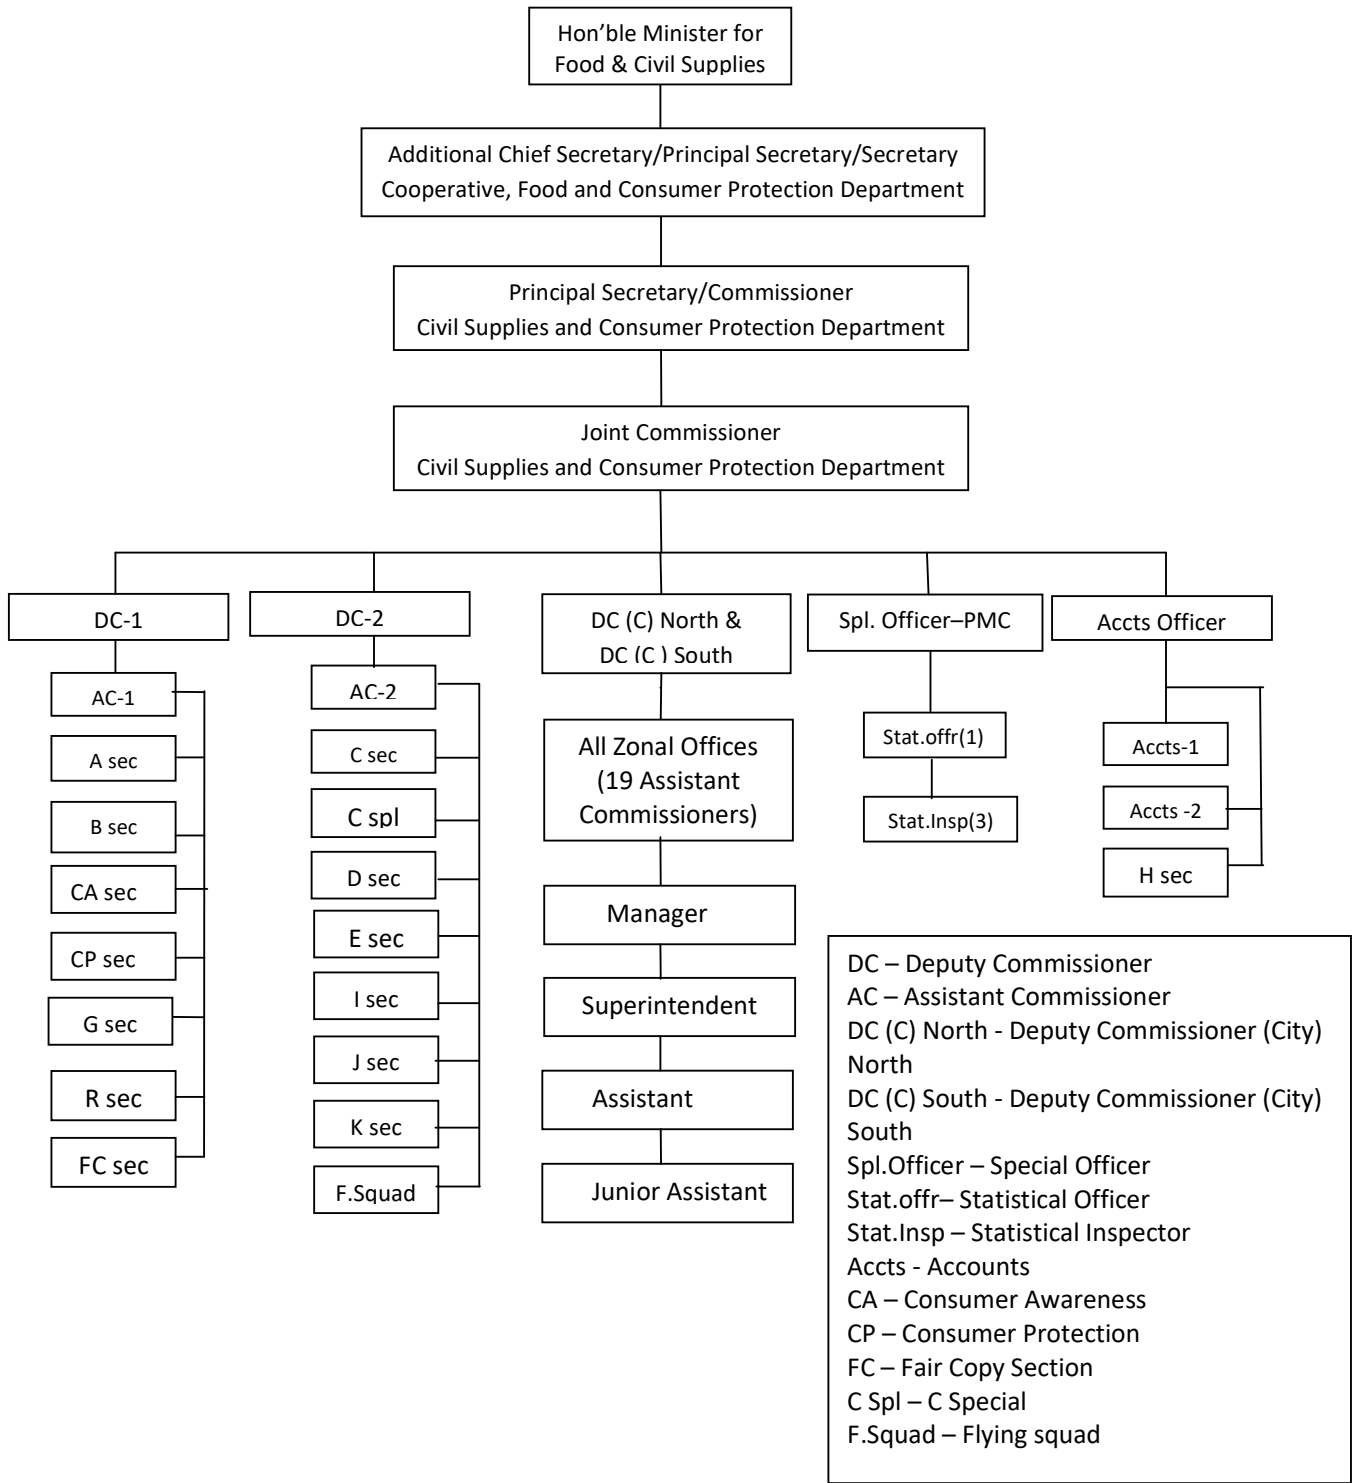 Hon’ble Minister for
Food & Civil Supplies
Additional Chief Secretary/Principal Secretary/Secretary
Cooperative, Food and Consumer Protection Department
Principal Secretary/Commissioner
Civil Supplies and Consumer Protection Department
Joint Commissioner
Civil Supplies and Consumer Protection Department
DC-1
AC-1
A sec
B sec
CA sec
CP sec
G sec
R sec
FC sec
DC-2
AC-2
C sec
C spl
D sec
E sec
I sec
J sec
K sec
F.Squad
DC (C) North &
DC (C ) South
All Zonal Offices
(19 Assistant
Commissioners)
Manager
Superintendent
Assistant
Junior Assistant
Spl. Officer–PMC
Stat.offr(1)
Stat.Insp(3)
Accts Officer
Accts-1
Accts -2
H sec
DC – Deputy Commissioner
AC – Assistant Commissioner
DC (C) North - Deputy Commissioner (City)
North
DC (C) South - Deputy Commissioner (City)
South
Spl.Officer – Special Officer
Stat.offr– Statistical Officer
Stat.Insp – Statistical Inspector
Accts - Accounts
CA – Consumer Awareness
CP – Consumer Protection
FC – Fair Copy Section
C Spl – C Special
F.Squad – Flying squad